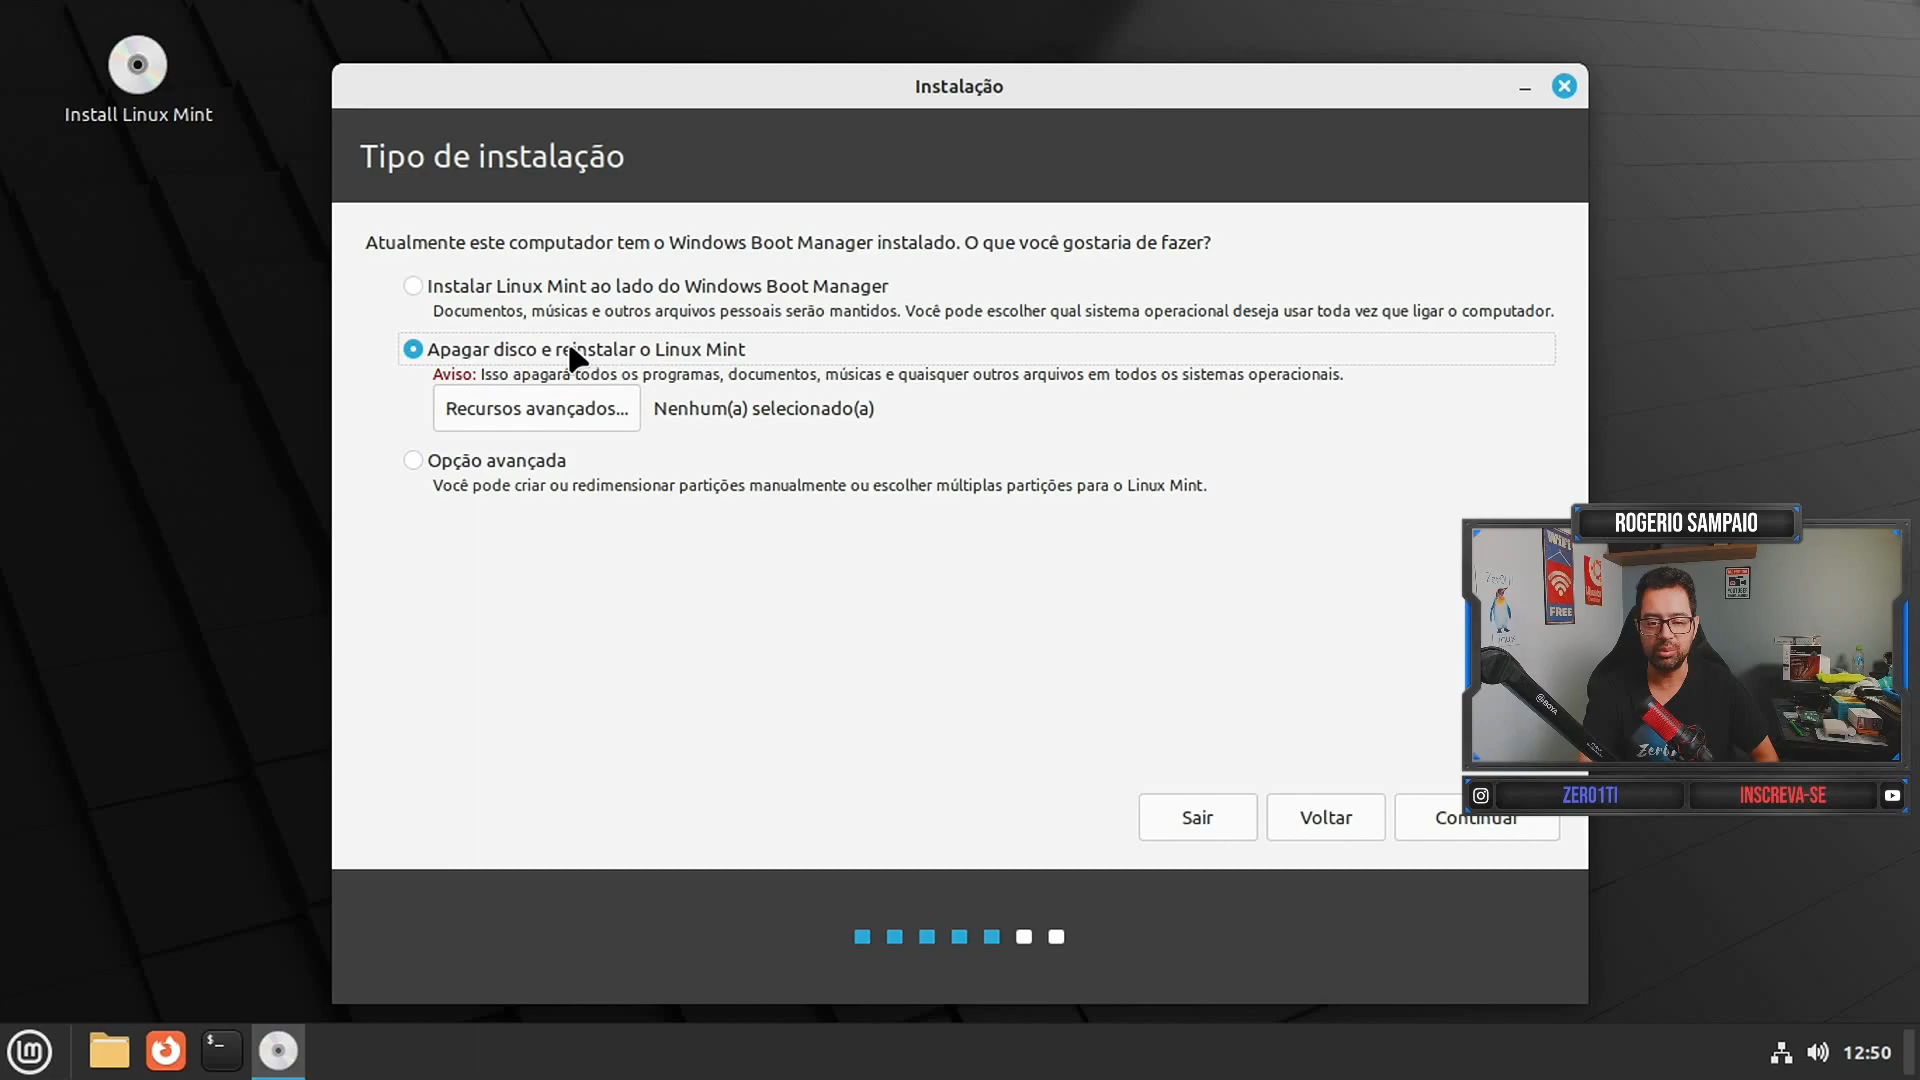 Install Linux Mint
Instalação
Tipo de instalação
Atualmente este computador tem o Windows Boot Manager instalado. O que você gostaria de fazer?
Instalar Linux Mint ao lado do Windows Boot Manager
Documentos, músicas e outros arquivos pessoais serão mantidos. Você pode escolher qual sistema operacional deseja usar toda vez que ligar o computador.
Apagar disco e reinstalar o Linux Mint
Aviso: Isso apagará todos os programas, documentos, músicas e quaisquer outros arquivos em todos os sistemas operacionais.
Recursos avançados... Nenhum(a) selecionado(a)
Opção avançada
Você pode criar ou redimensionar partições manualmente ou escolher múltiplas partições para o Linux Mint.
ROGERIO SAMPAIO
WiFi
FREE
BOYA
ZERO1TI
INSCREVA-SE
Sair
Voltar
Continuar
$_
12:50